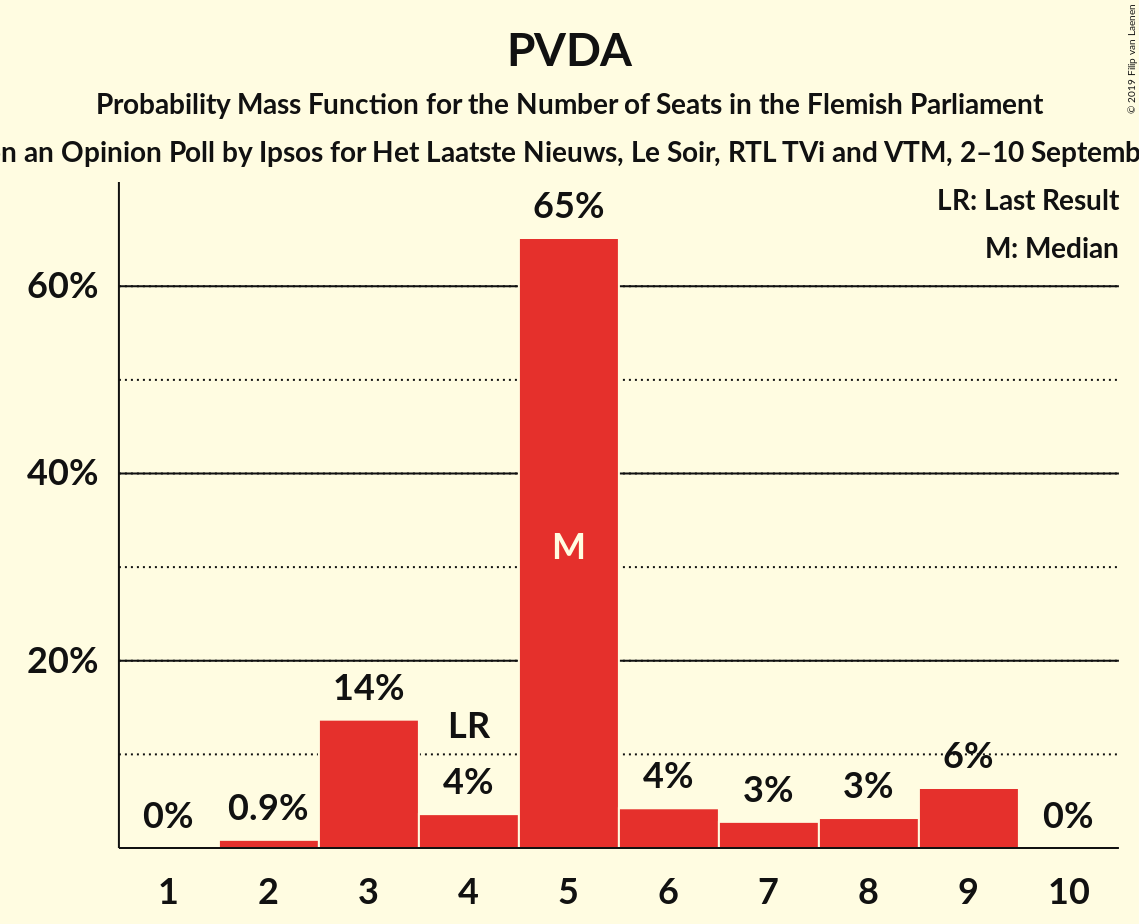 PVDA
Probability Mass Function for the Number of Seats in the Flemish Parliament
an Opinion Poll by Ipsos for Het Laatste Nieuws, Le Soir, RTL TVi and VTM, 2–10
© 2019 Filip van Laenen
LR: Last Result
M: Median
65%
60%
40%
M
20%
14%
LR
4%
0%
0.9%
4%
3%
3%
6%
0%
1 2 3 4 5 6 7 8 9 10